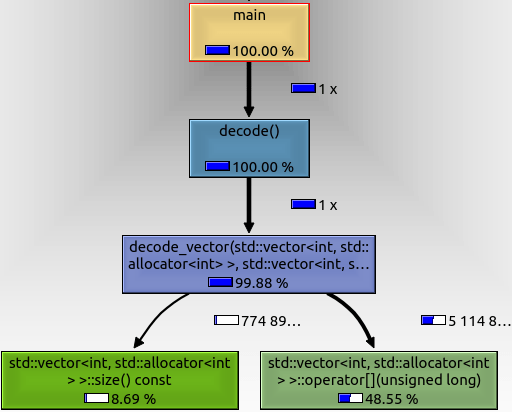 main
100.00 %
1 x
decode()
100.00 %
1 x
decode_vector(std::vector<int, std::
allocator<int> >, std::vector<int, s...
99.88 %
774 89...
5 114 8...
std::vector<int, std::allocator<int
> >::size() const
8.69 %
std::vector<int, std::allocator<int
> >::operator[](unsigned long)
48.55 %